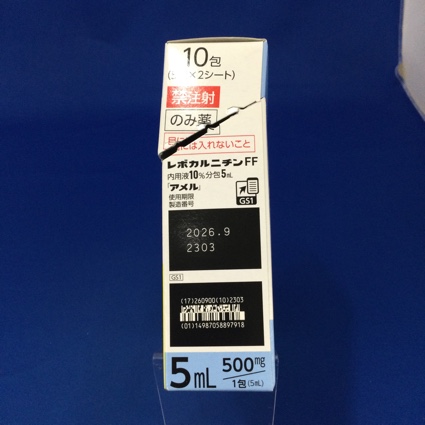 10包
×2シート)
禁注射
のみ薬
には入れないこと
レボカルニチンFF
内用液10%分包5mL
「アメル」
使用期限
製造番号
GS1
2026.9
2303
GS1
(17)260900(10)2303
(01)14987058897918
5mL
500mg
1包(5mL)